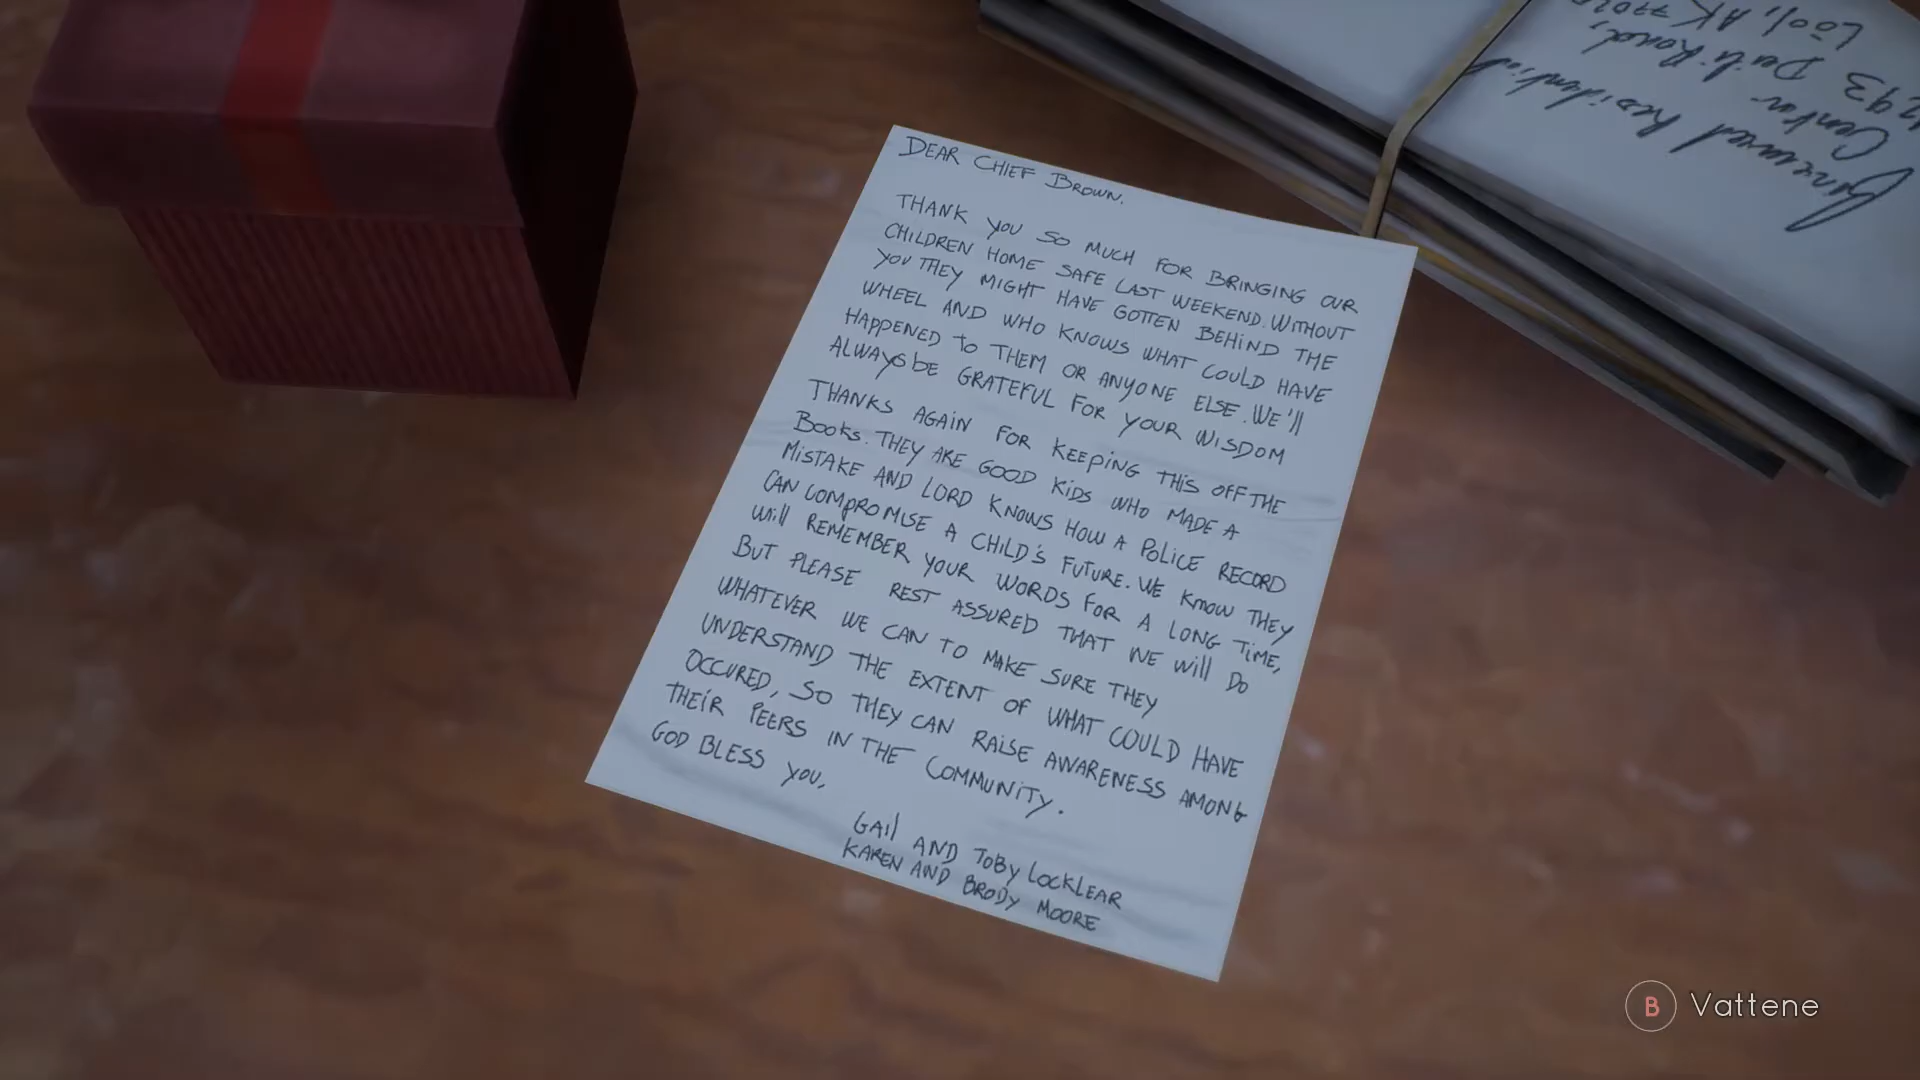 DEAR CHIEF BROWN.
THANK YOU SO MUCH FOR BRINGING OUR
CHILDREN HOME SAFE LAST WEEKEND. WITHOUT
YOU THEY MIGHT HAVE GOTTEN BEHIND THE
WHEEL AND WHO KNOWS WHAT COULD HAVE
HAPPENED TO THEM OR ANYONE ELSE. WE'll
ALWAYS bE GRATEFUL FOR YOUR WISDOM
THANKS AGAIN FOR KEEPING THIS OFF THE
BOOKS. THEY ARE GOOD KIDS WHO MADE A
MISTAKE AND LORD KNOWS HOW A POLICE RECORD
CAN COMPROMISE A CHILD'S FUTURE. WE KNOW THEY
Will REMEMBER YOUR WORDS FOR A LONG TIME,
BUT PLEASE REST ASSURED THAT WE Will DO
WHATEVER WE CAN TO MAKE SURE THEY
UNDERSTAND THE EXTENT OF WHAT COULD HAVE
OCCURED, SO THEY CAN RAISE AWARENESS AMONG
THEIR PEERS IN THE COMMUNITY.
GOD BLESS YOU,
GAIl AND TOBY LOCKLEAR
KAREN AND BRODY MOORE
Residential
Center
Road,
AK
B Vattene